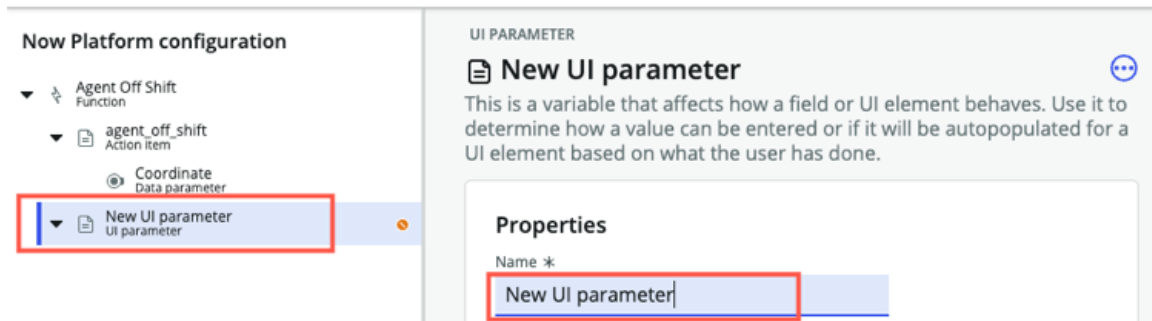 Now Platform configuration
Agent Off Shift
Function
agent_off_shift
Action item
Coordinate
Data parameter
New UI parameter
UI parameter
UI PARAMETER
New UI parameter
This is a variable that affects how a field or UI element behaves. Use it to
determine how a value can be entered or if it will be autopopulated for a
UI element based on what the user has done.
Properties
Name *
New UI parameter